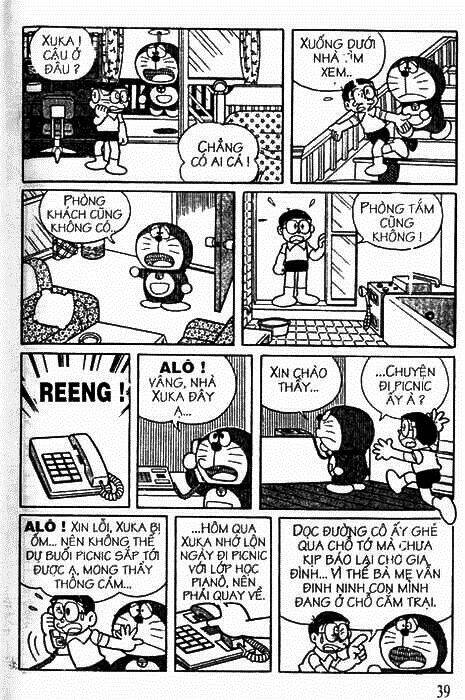 XUKA !
CẬU Ở
ĐÂU ?
CHẲNG
CÓ AI CẢ !
XUỐNG DƯỚI
NHÀ TÌM
XEM...
PHÒNG
KHÁCH CŨNG
KHÔNG CÓ...
PHÒNG TẮM
CŨNG
KHÔNG !
REENG !
ALÔ !
VÂNG, NHÀ
XUKA ĐÂY
Ạ...
XIN CHÀO
THẦY...
...CHUYỆN
ĐI PICNIC
ẤY À ?
ALÔ ! XIN LỖI, XUKA BỊ
ỐM... NÊN KHÔNG THỂ
DỰ BUỔI PICNIC SẮP TỚI
ĐƯỢC Ạ, MONG THẦY
THÔNG CẢM...
...HÔM QUA
XUKA NHỚ LỘN
NGÀY ĐI PICNIC
VỚI LỚP HỌC
PIANÔ, NÊN
PHẢI QUAY VỀ.
DỌC ĐƯỜNG CÔ ẤY GHÉ
QUA CHỖ TỚ MÀ CHƯA
KỊP BÁO LẠI CHO GIA
ĐÌNH... VÌ THẾ BA MẸ VẪN
ĐINH NINH CON MÌNH
ĐANG Ở CHỖ CẮM TRẠI.
39